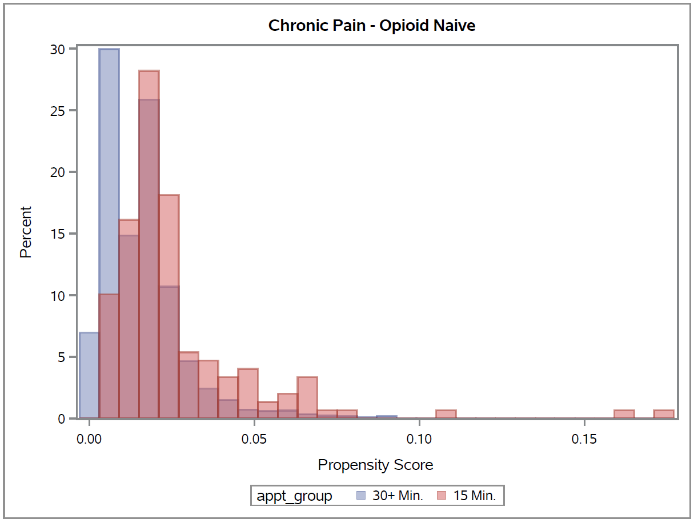 Chronic Pain - Opioid Naive
30
25
20
15
10
5
0
Percent
0.00 0.05 0.10 0.15
Propensity Score
appt_group 30+ Min. 15 Min.